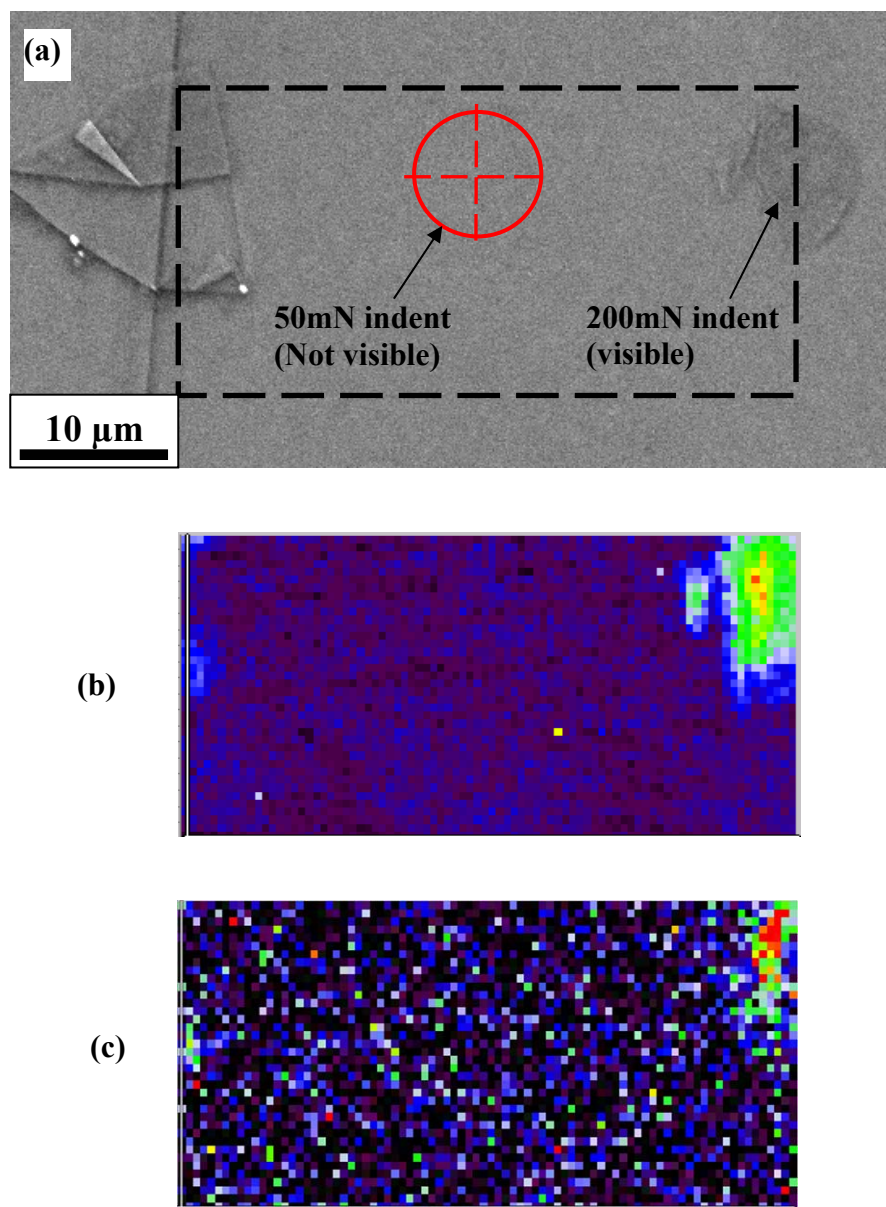 (a)
50mN indent
(Not visible)
200mN indent
(visible)
10 µm
(b)
(c)